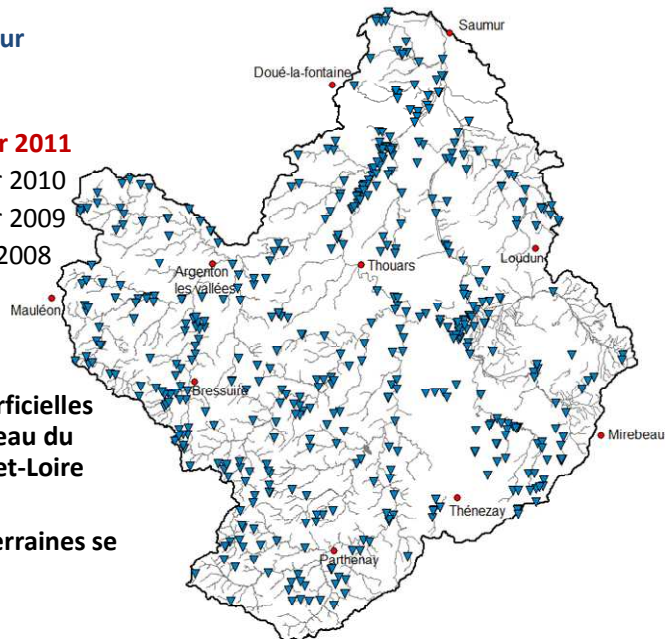 ur
r 2011
r 2010
r 2009
2008
rficielles
eau du
et-Loire
erraines se
Saumur
Doué-la-fontaine
Loudun
Thouars
Argenton
les vallées
Mauléon
Bressuire
Mirebeau
Thénezay
Parthenay